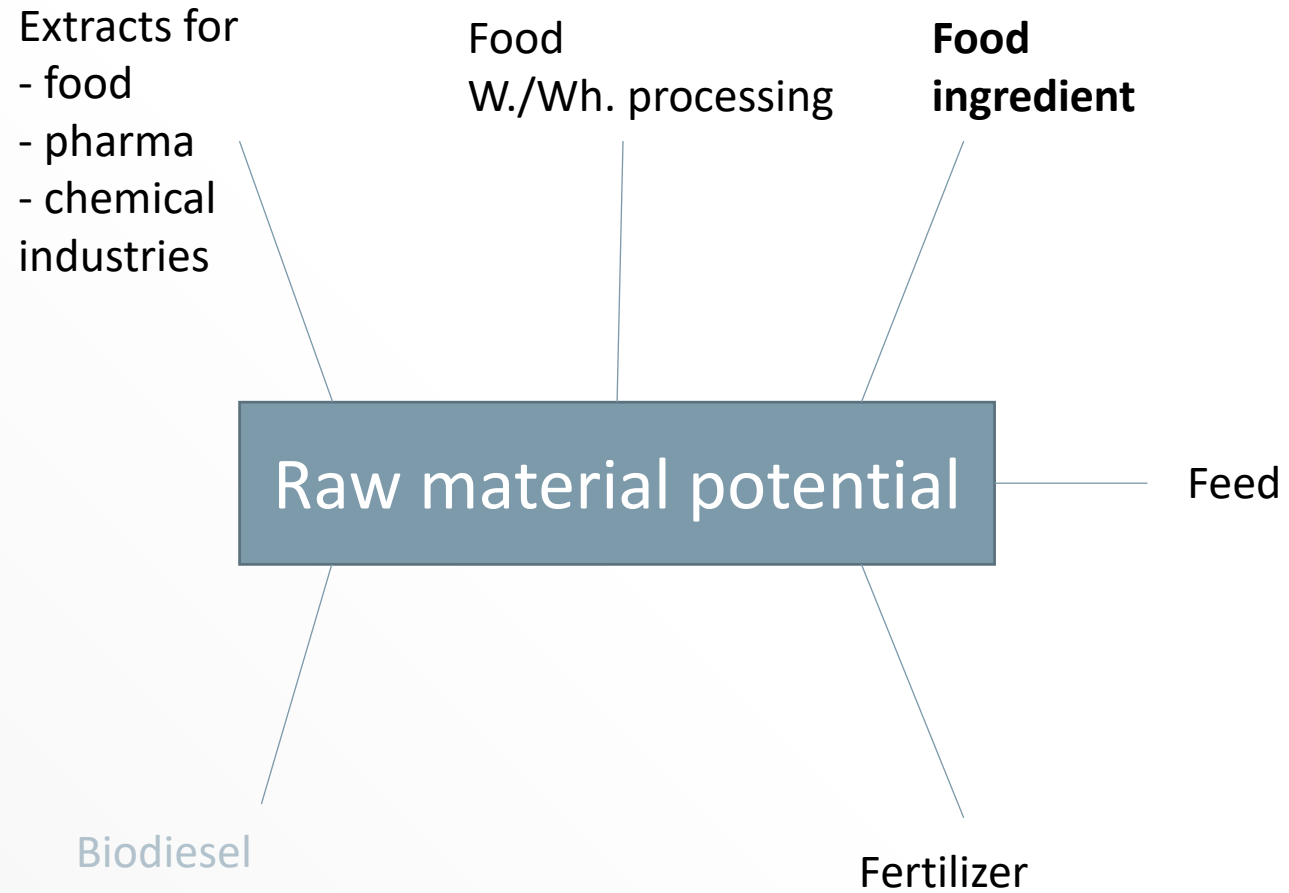 Extracts for
- food
- pharma
- chemical
industries
Food
W./Wh. processing
Food
ingredient
Raw material potential
Feed
Biodiesel
Fertilizer